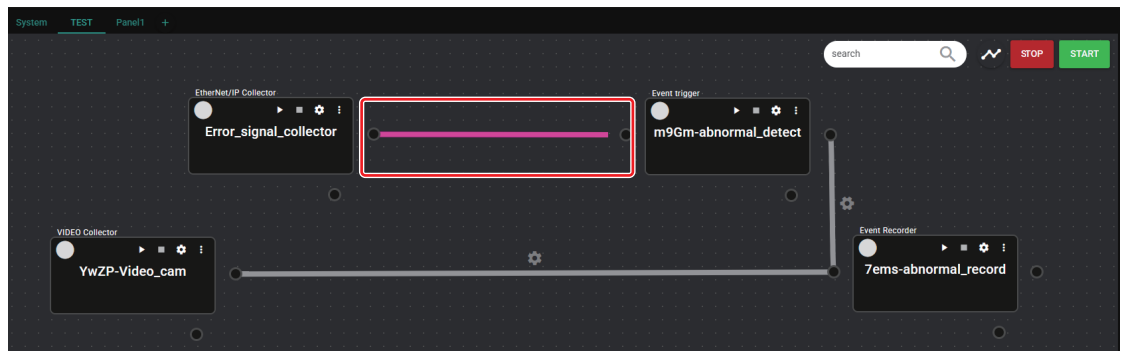 System TEST Panel1 +
search STOP START
EtherNet/IP Collector
Error_signal_collector
Event trigger
m9Gm-abnormal_detect
VIDEO Collector
YwZP-Video_cam
Event Recorder
7ems-abnormal_record